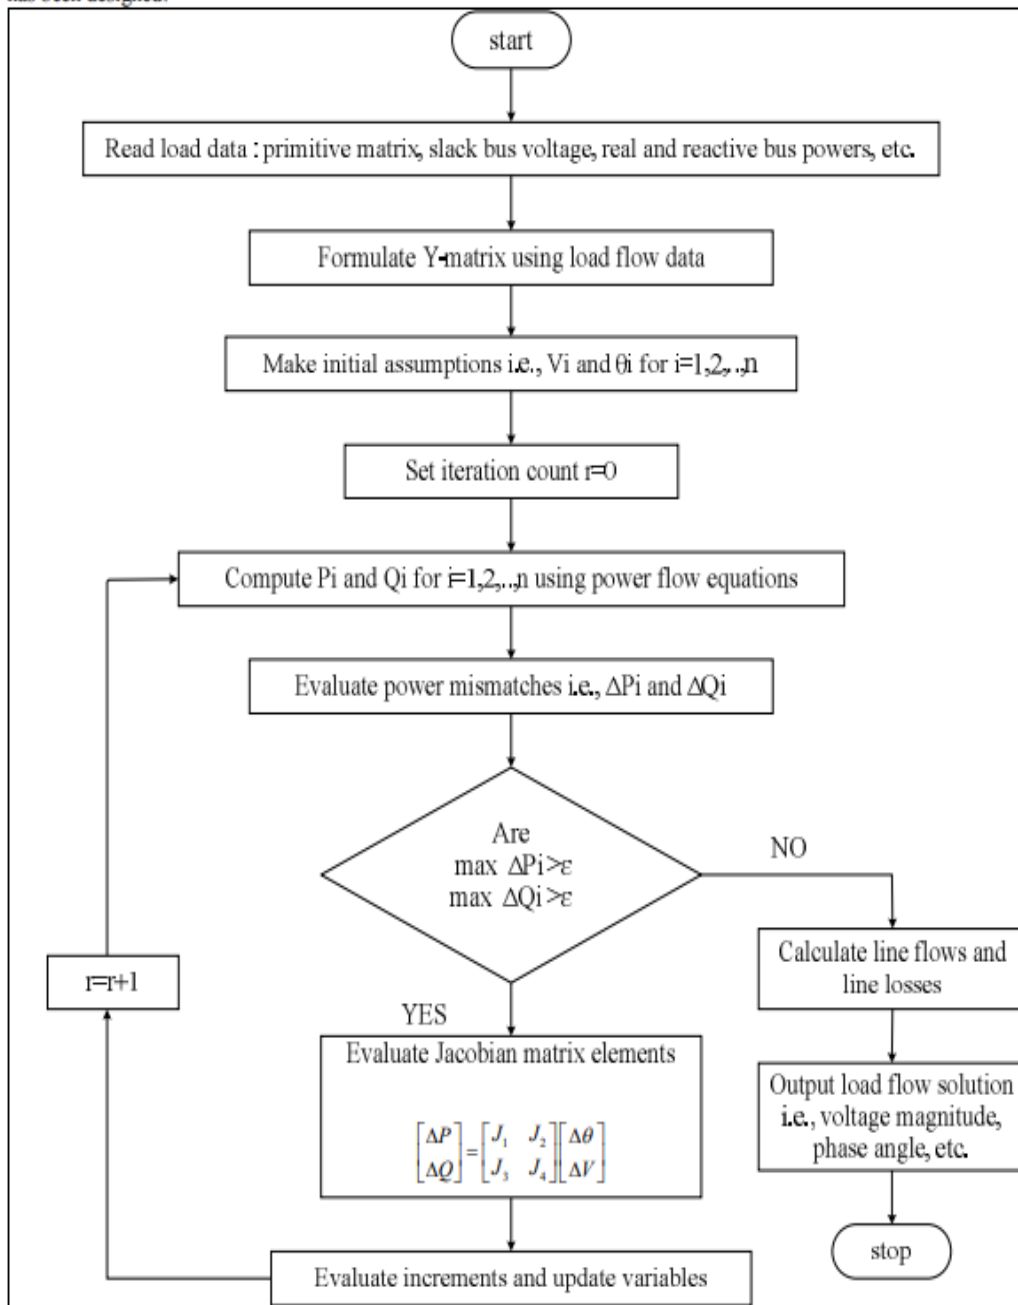 has been designed.
start
Read load data : primitive matrix, slack bus voltage, real and reactive bus powers, etc.
Formulate Y-matrix using load flow data
Make initial assumptions i.e., Vi and θi for i=1,2,..,n
Set iteration count r=0
Compute Pi and Qi for i=1,2,..,n using power flow equations
Evaluate power mismatches i.e., ΔPi and ΔQi
Are
max ΔPi>ε
max ΔQi>ε
NO
Calculate line flows and
line losses
r=r+1
YES
Evaluate Jacobian matrix elements
[ΔP] = [J₁ J₂] [Δθ]
[ΔQ] [J₃ J₄] [ΔV]
Output load flow solution
i.e., voltage magnitude,
phase angle, etc.
stop
Evaluate increments and update variables